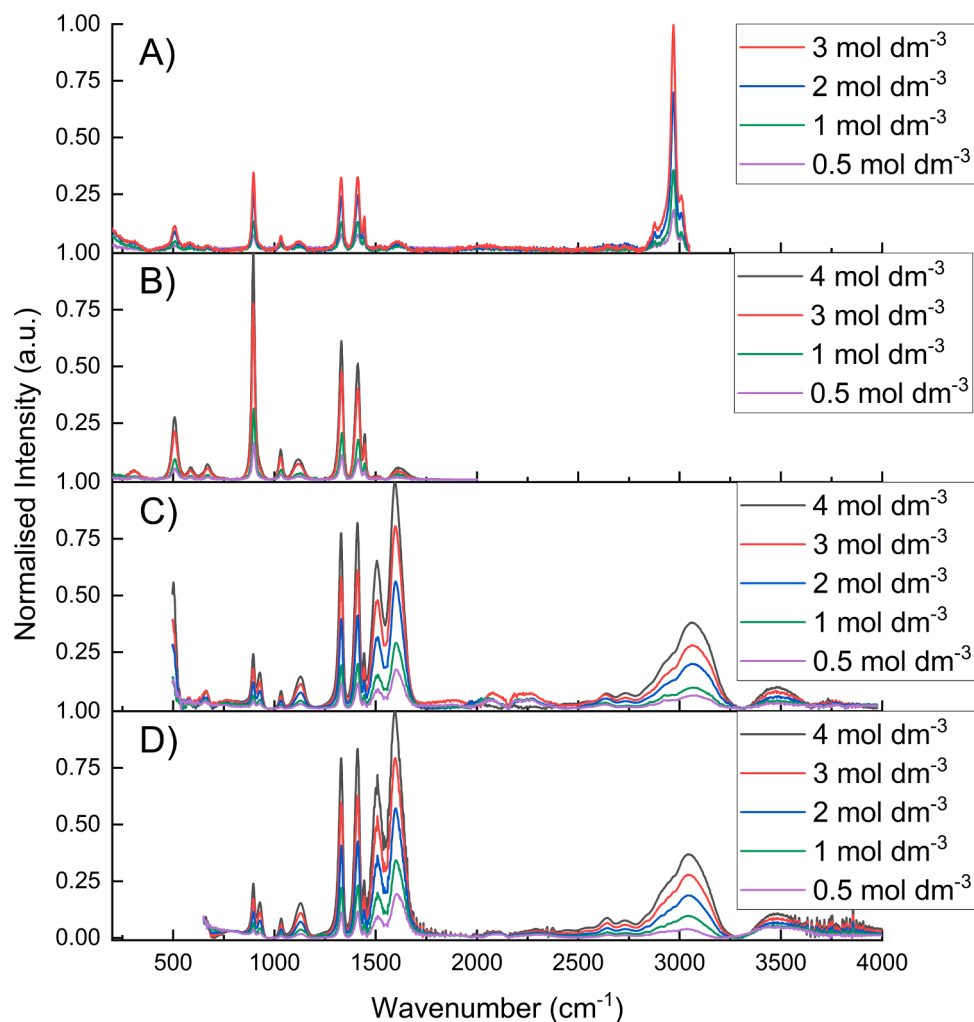 Normalised Intensity (a.u.)
A)
1.00
0.75
0.50
0.25
1.00
3 mol dm⁻³
2 mol dm⁻³
1 mol dm⁻³
0.5 mol dm⁻³
B)
0.75
0.50
0.25
1.00
4 mol dm⁻³
3 mol dm⁻³
1 mol dm⁻³
0.5 mol dm⁻³
C)
0.75
0.50
0.25
1.00
4 mol dm⁻³
3 mol dm⁻³
2 mol dm⁻³
1 mol dm⁻³
0.5 mol dm⁻³
D)
0.75
0.50
0.25
0.00
4 mol dm⁻³
3 mol dm⁻³
2 mol dm⁻³
1 mol dm⁻³
0.5 mol dm⁻³
500 1000 1500 2000 2500 3000 3500 4000
Wavenumber (cm⁻¹)